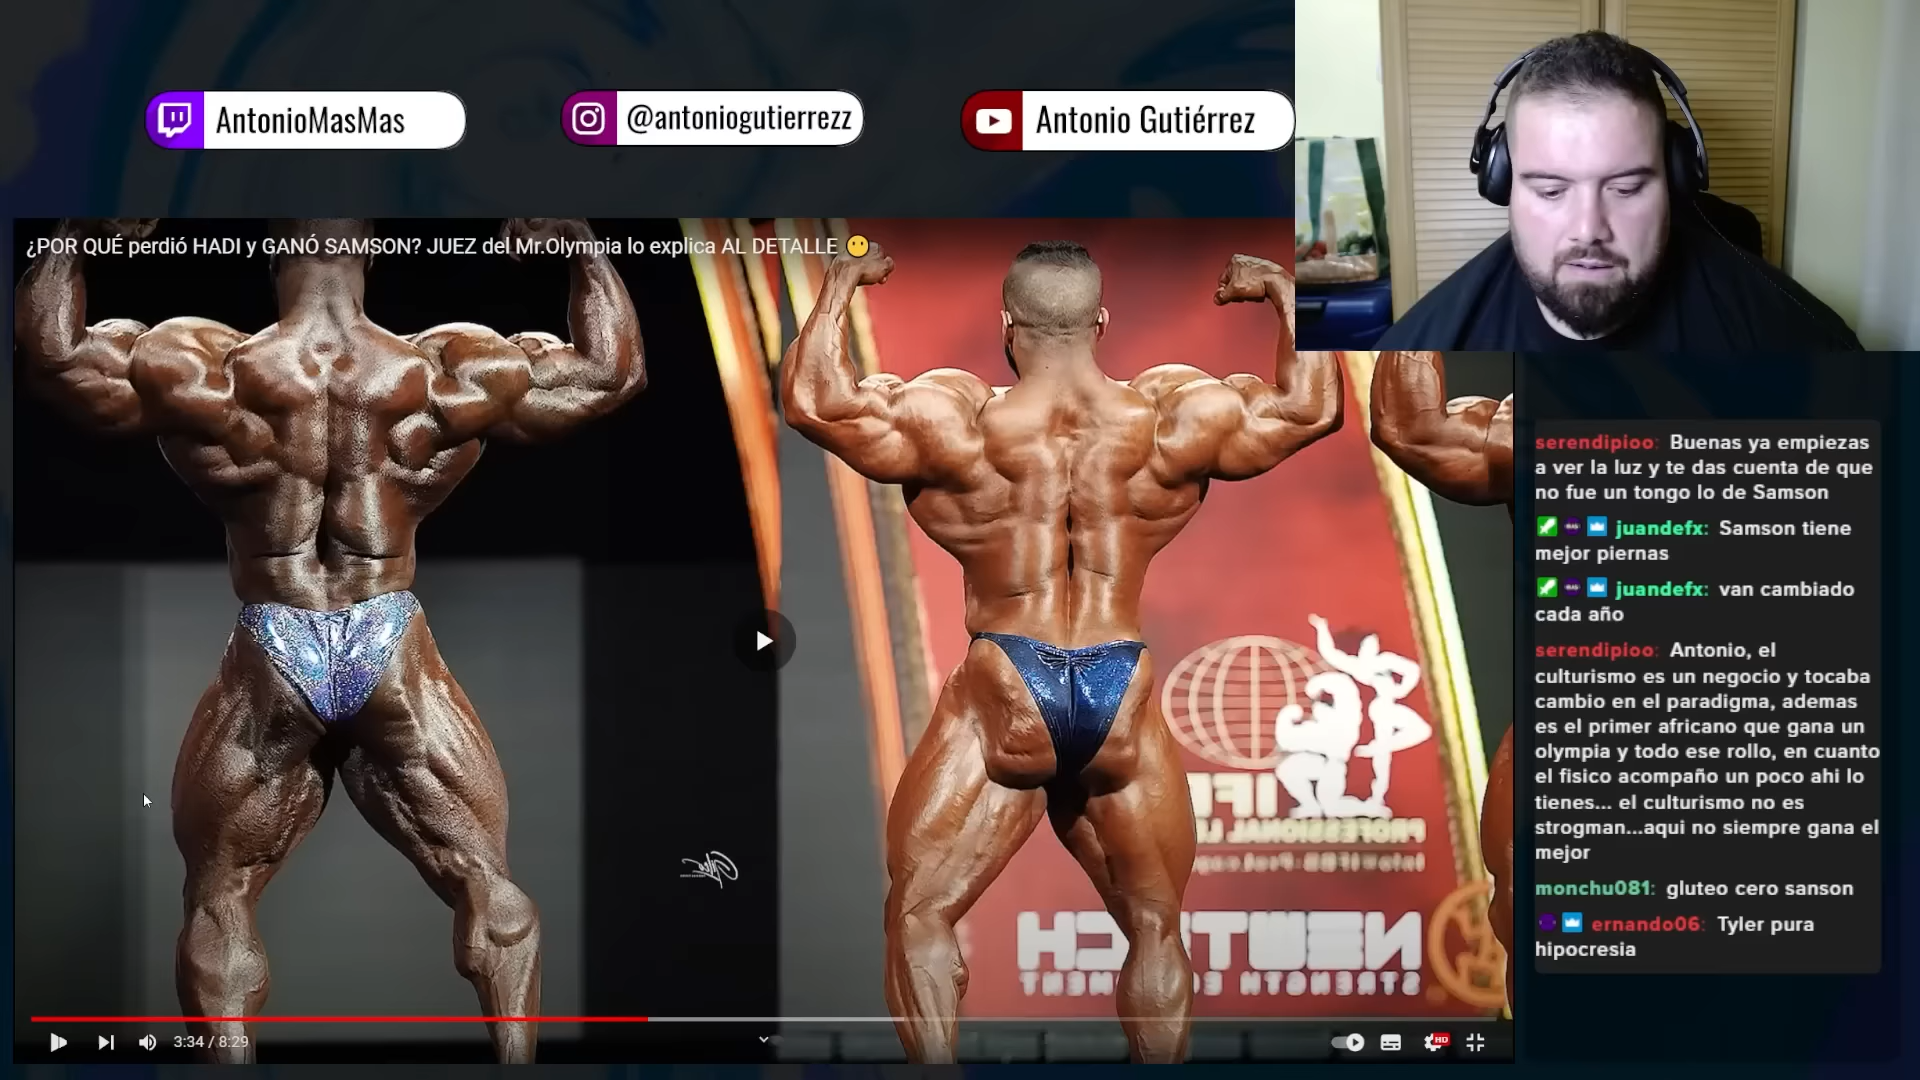 AntonioMasMas
@antoniogutierrezz
Antonio Gutiérrez
¿POR QUÉ perdió HADI y GANÓ SAMSON? JUEZ del Mr.Olympia lo explica AL DETALLE
serendipioo: Buenas ya empiezas
a ver la luz y te das cuenta de que
no fue un tongo lo de Samson
juandefx: Samson tiene
mejor piernas
juandefx: van cambiado
cada año
serendipioo: Antonio, el
culturismo es un negocio y tocaba
cambio en el paradigma, ademas
es el primer africano que gana un
olympia y todo ese rollo, en cuanto
el fisico acompaño un poco ahi lo
tienes... el culturismo no es
strogman...aqui no siempre gana el
mejor
monchu081: gluteo cero sanson
ernando06: Tyler pura
hipocresia
NEWTECH
3:34 / 8:29
HD